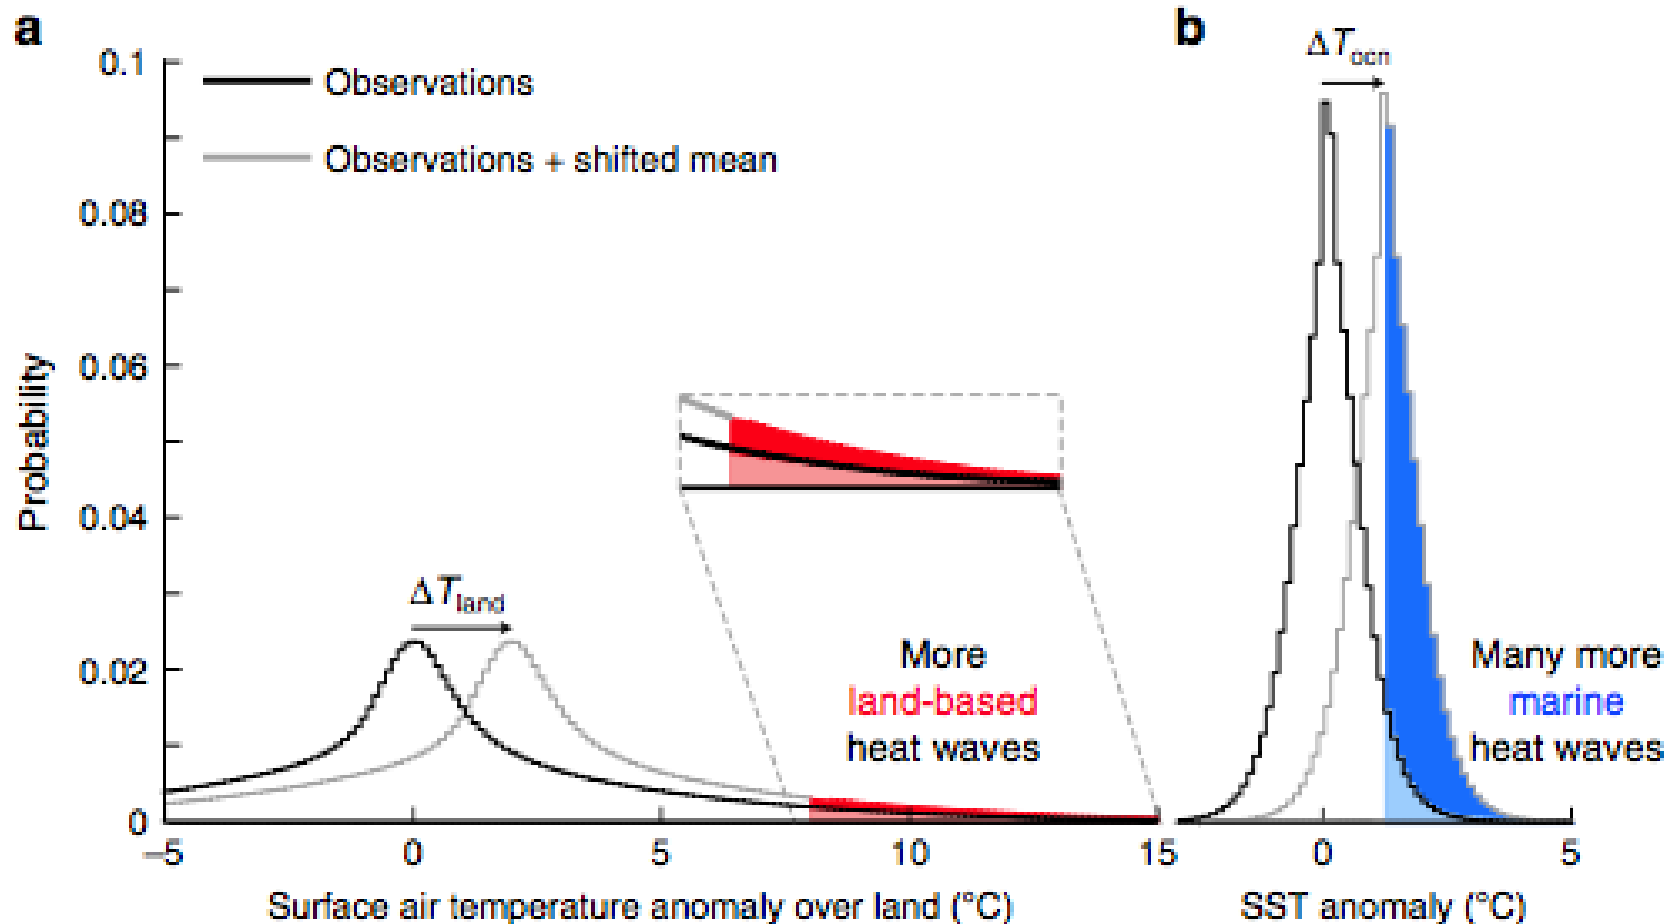 a
Observations
Observations + shifted mean
Probability
0.1
0.08
0.06
0.04
0.02
0
ΔTland
More
land-based
heat waves
–5
0
5
10
15
Surface air temperature anomaly over land (°C)
b
ΔTocn
Many more
marine
heat waves
0
5
SST anomaly (°C)